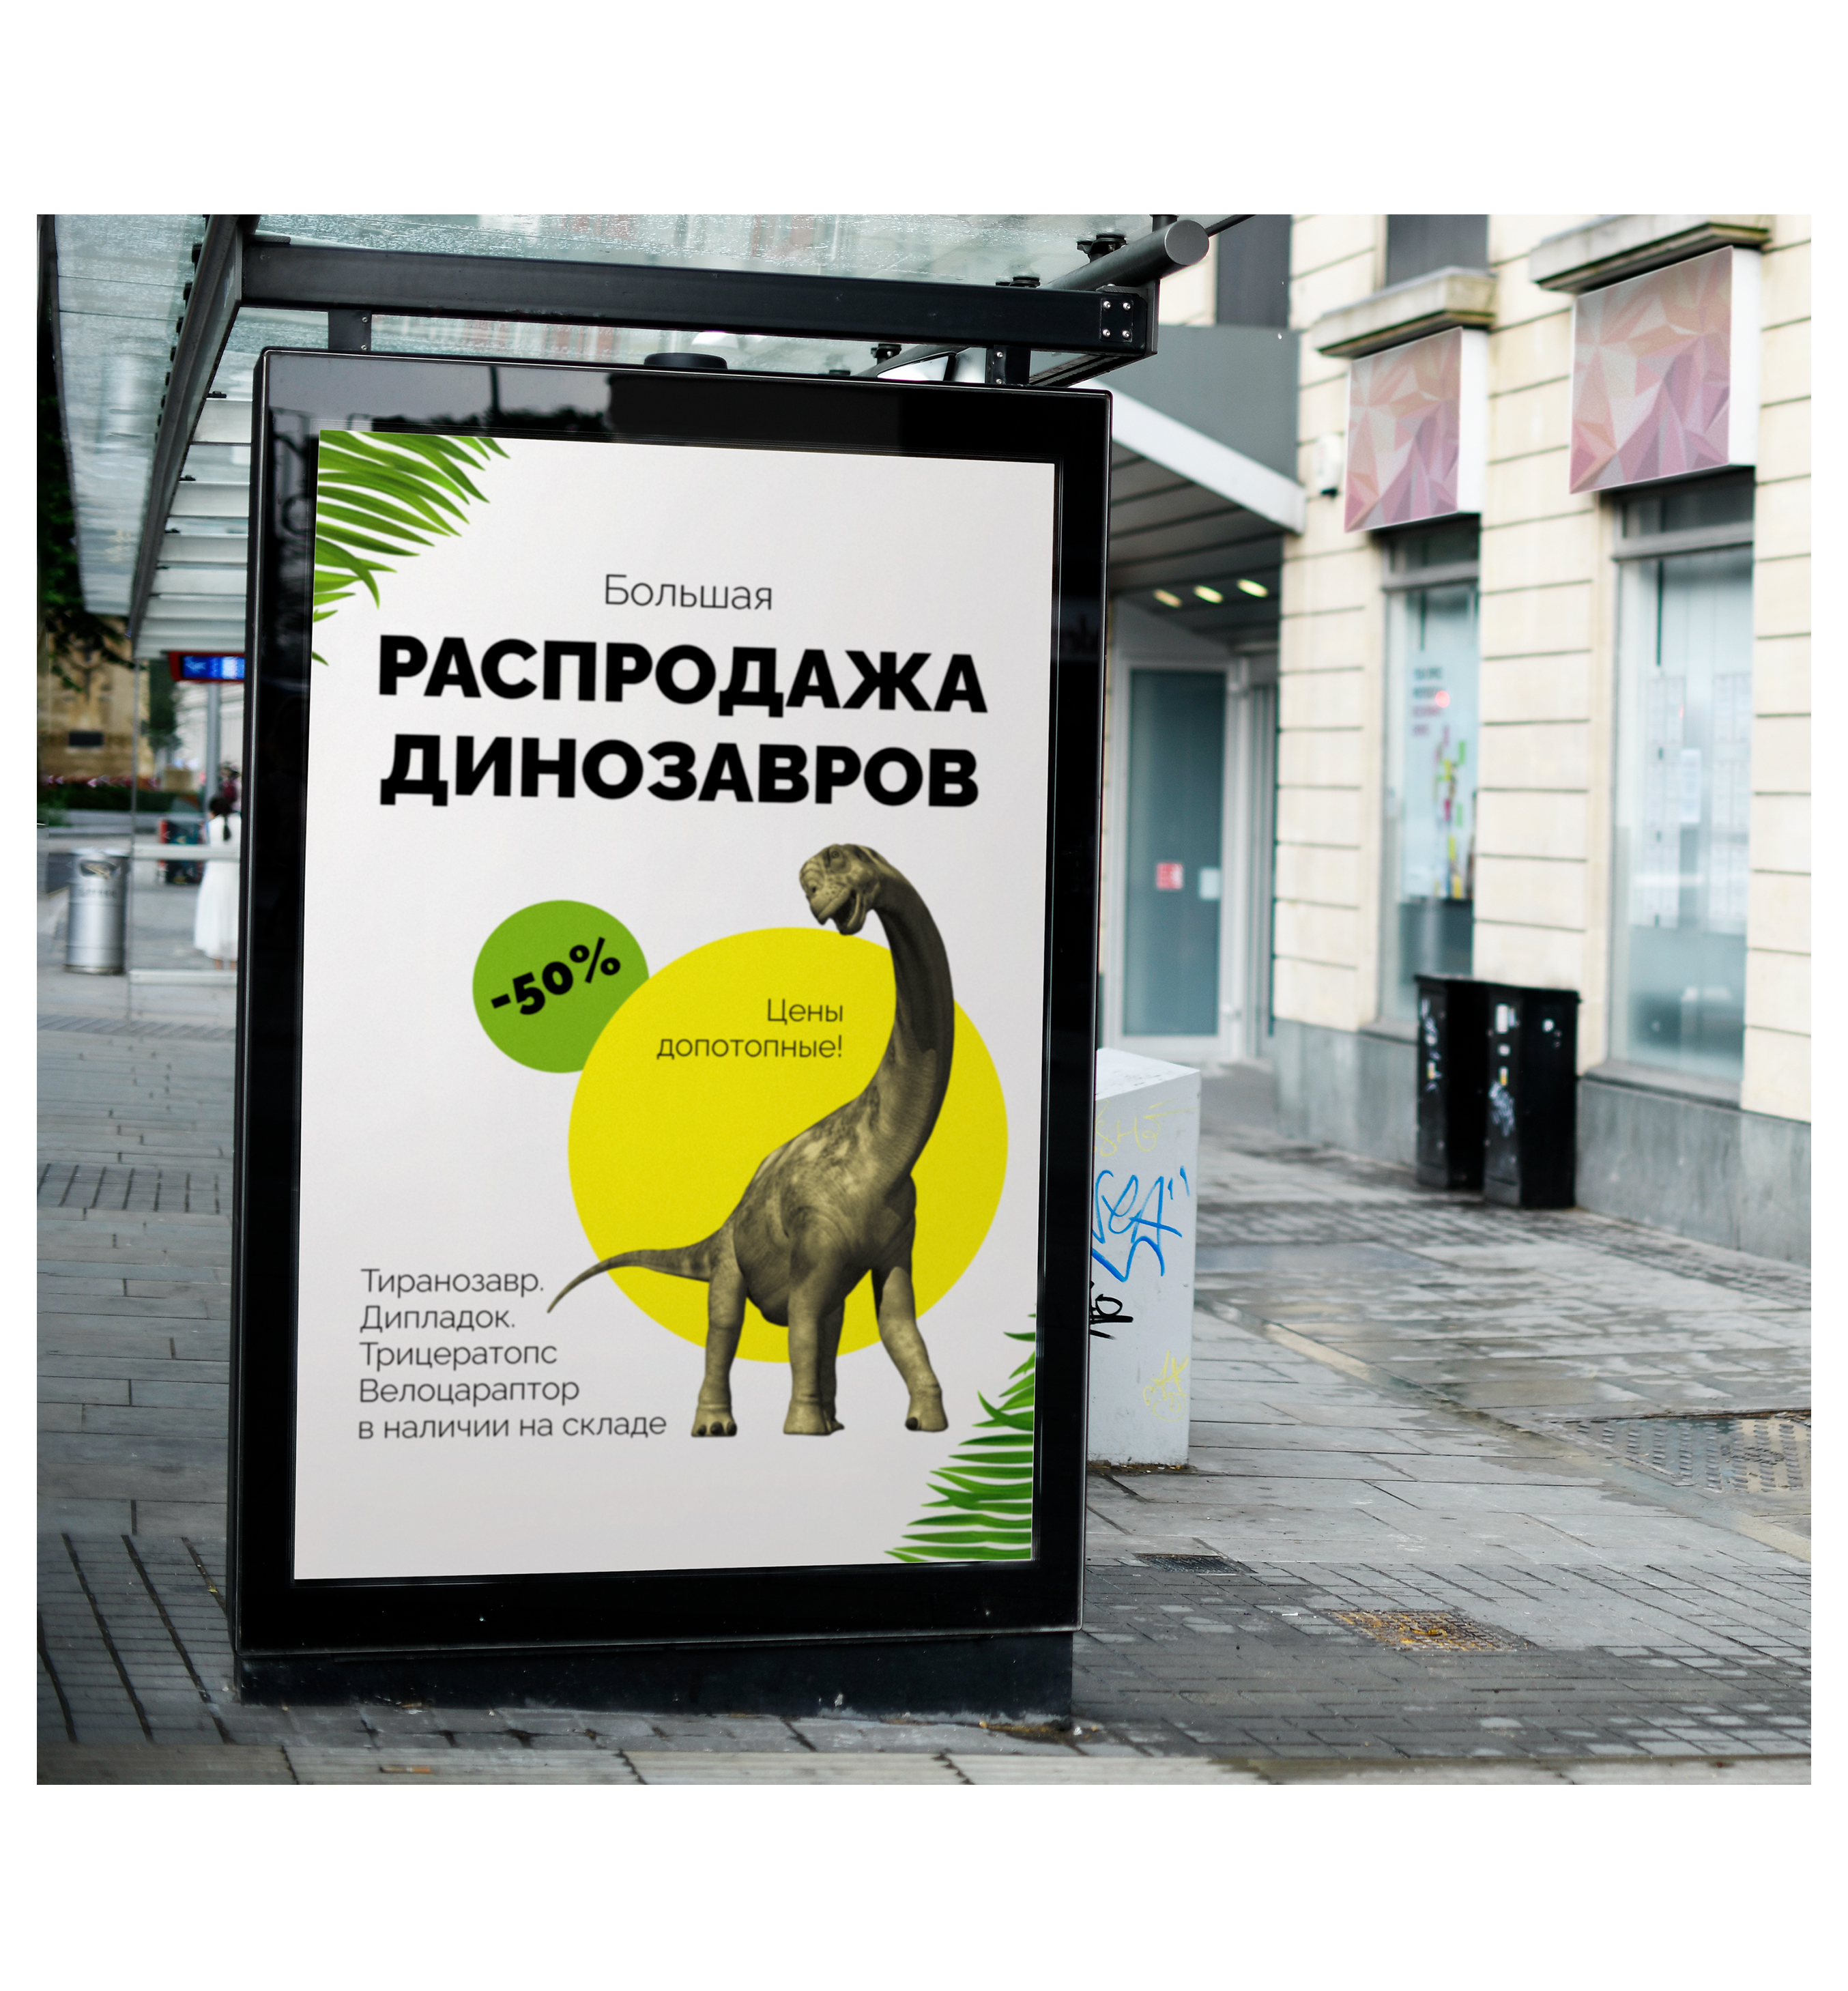 Большая
РАСПРОДАЖА
ДИНОЗАВРОВ
-50%
Цены
допотопные!
Тиранозавр.
Дипладок.
Трицератопс
Велоцараптор
в наличии на складе